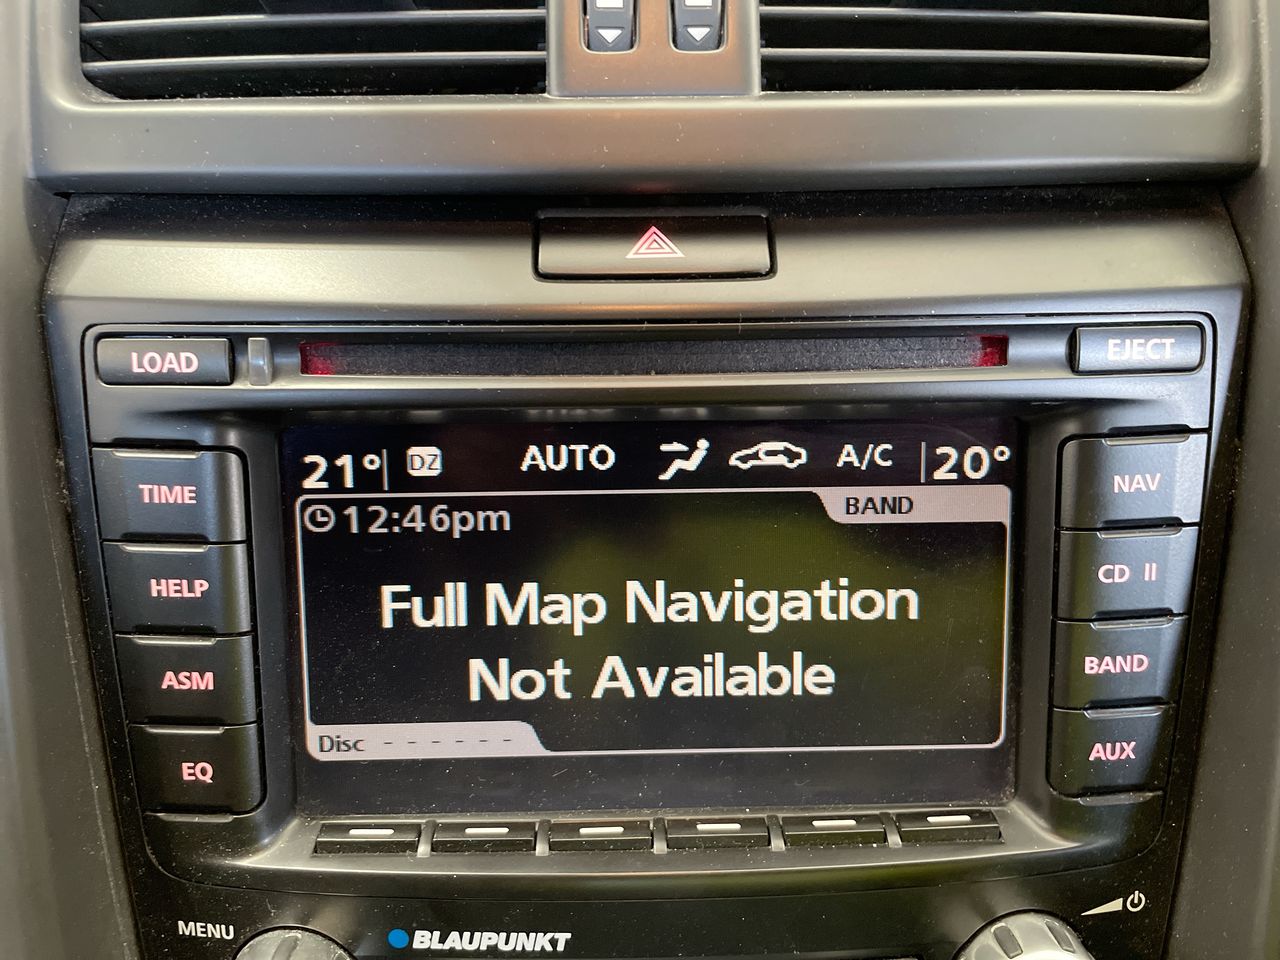 LOAD
EJECT
21° DZ AUTO A/C 20°
TIME
NAV
BAND
12:46pm
HELP
CD II
Full Map Navigation
Not Available
ASM
BAND
Disc - - - - - -
EQ
AUX
MENU
BLAUPUNKT